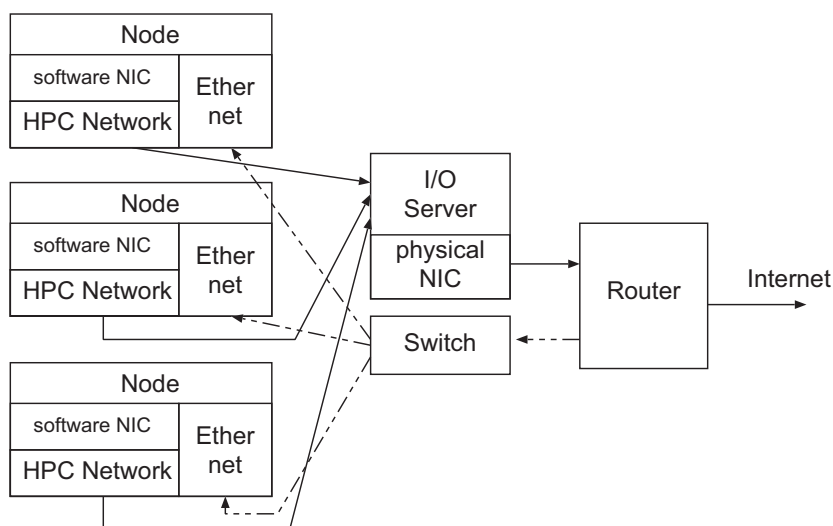 Node
software NIC
HPC Network
Ether
net
Node
software NIC
HPC Network
Ether
net
Node
software NIC
HPC Network
Ether
net
I/O
Server
physical
NIC
Switch
Router
Internet